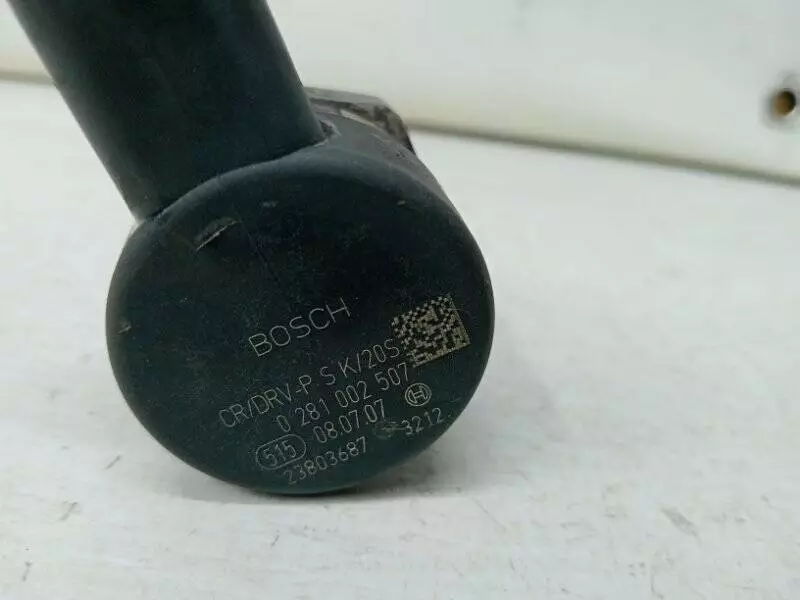 BOSCH
CR/DRV-P S K/20S
0 281 002 507
515 08.07.07 H
23803687 3212